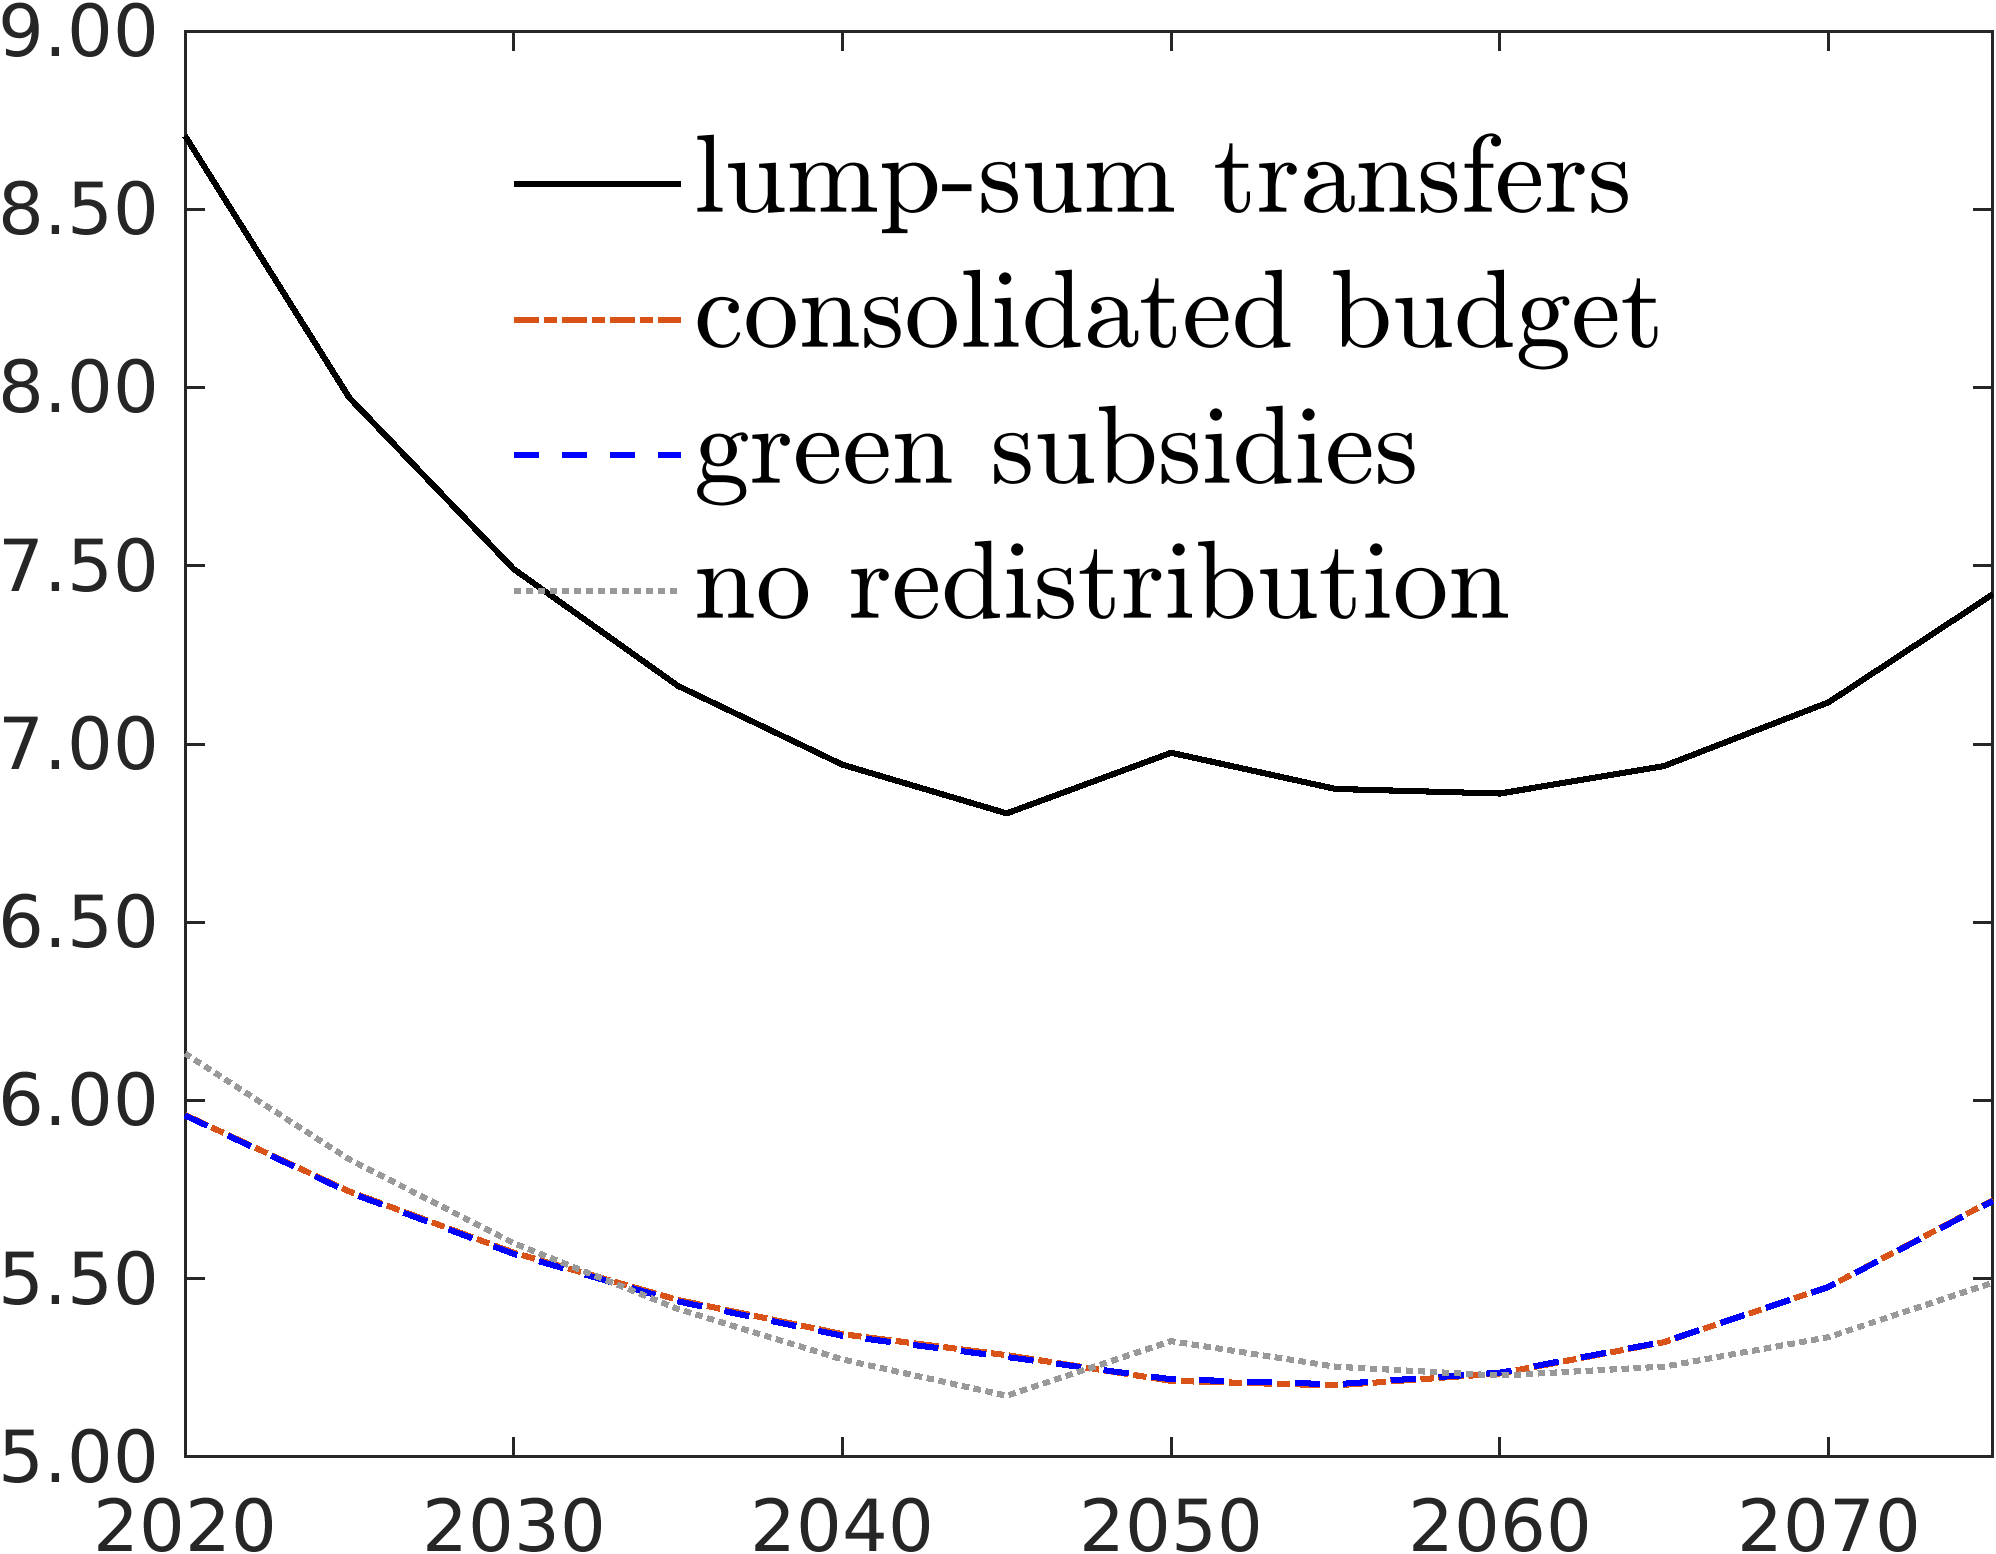 9.00
8.50
8.00
7.50
7.00
6.50
6.00
5.50
5.00
lump-sum transfers
consolidated budget
green subsidies
no redistribution
2020 2030 2040 2050 2060 2070